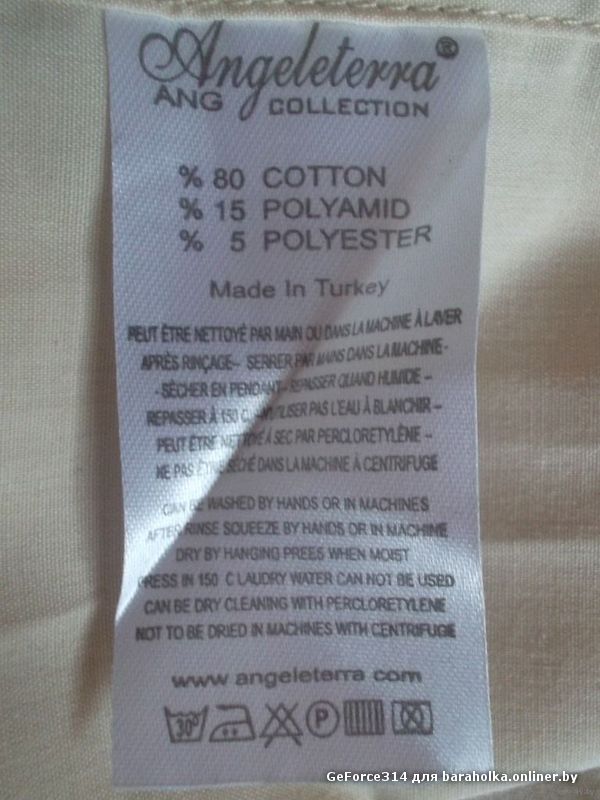 Angeleterra®
ANG COLLECTION
% 80 COTTON
% 15 POLYAMID
% 5 POLYESTER
Made In Turkey
PEUT ÊTRE NETTOYÉ PAR MAIN OU DANS LA MACHINE À LAVER
APRÈS RINÇAGE- SERRER PAR MAINS DANS LA MACHINE -
-SÉCHER EN PENDANT- REPASSER QUAND HUMIDE -
REPASSER À 150 C. UTILISER PAS L'EAU À BLANCHIR -
PEUT ÊTRE NETTOYÉ À SEC PAR PERCLORETYLÈNE -
NE PAS ÊTRE SÉCHÉ DANS LA MACHINE À CENTRIFUGE
CAN BE WASHED BY HANDS OR IN MACHINES
AFTER RINSE SQUEEZE BY HANDS OR IN MACHINE
DRY BY HANGING PREES WHEN MOIST
PRESS IN 150 C LAUDRY WATER CAN NOT BE USED
CAN BE DRY CLEANING WITH PERCLORETYLENE
NOT TO BE DRIED IN MACHINES WITH CENTRIFUGE
www angeleterra com
30° P
GeForce314 для baraholka.onliner.by